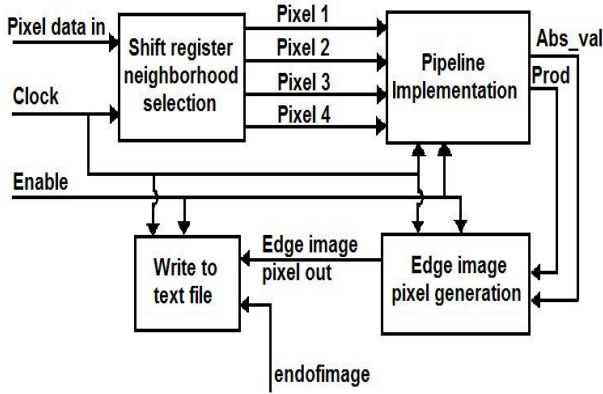 Pixel data in
Shift register
neighborhood
selection
Pixel 1
Pixel 2
Pixel 3
Pixel 4
Pipeline
Implementation
Abs_val
Prod
Clock
Enable
Write to
text file
Edge image
pixel out
Edge image
pixel generation
endofimage